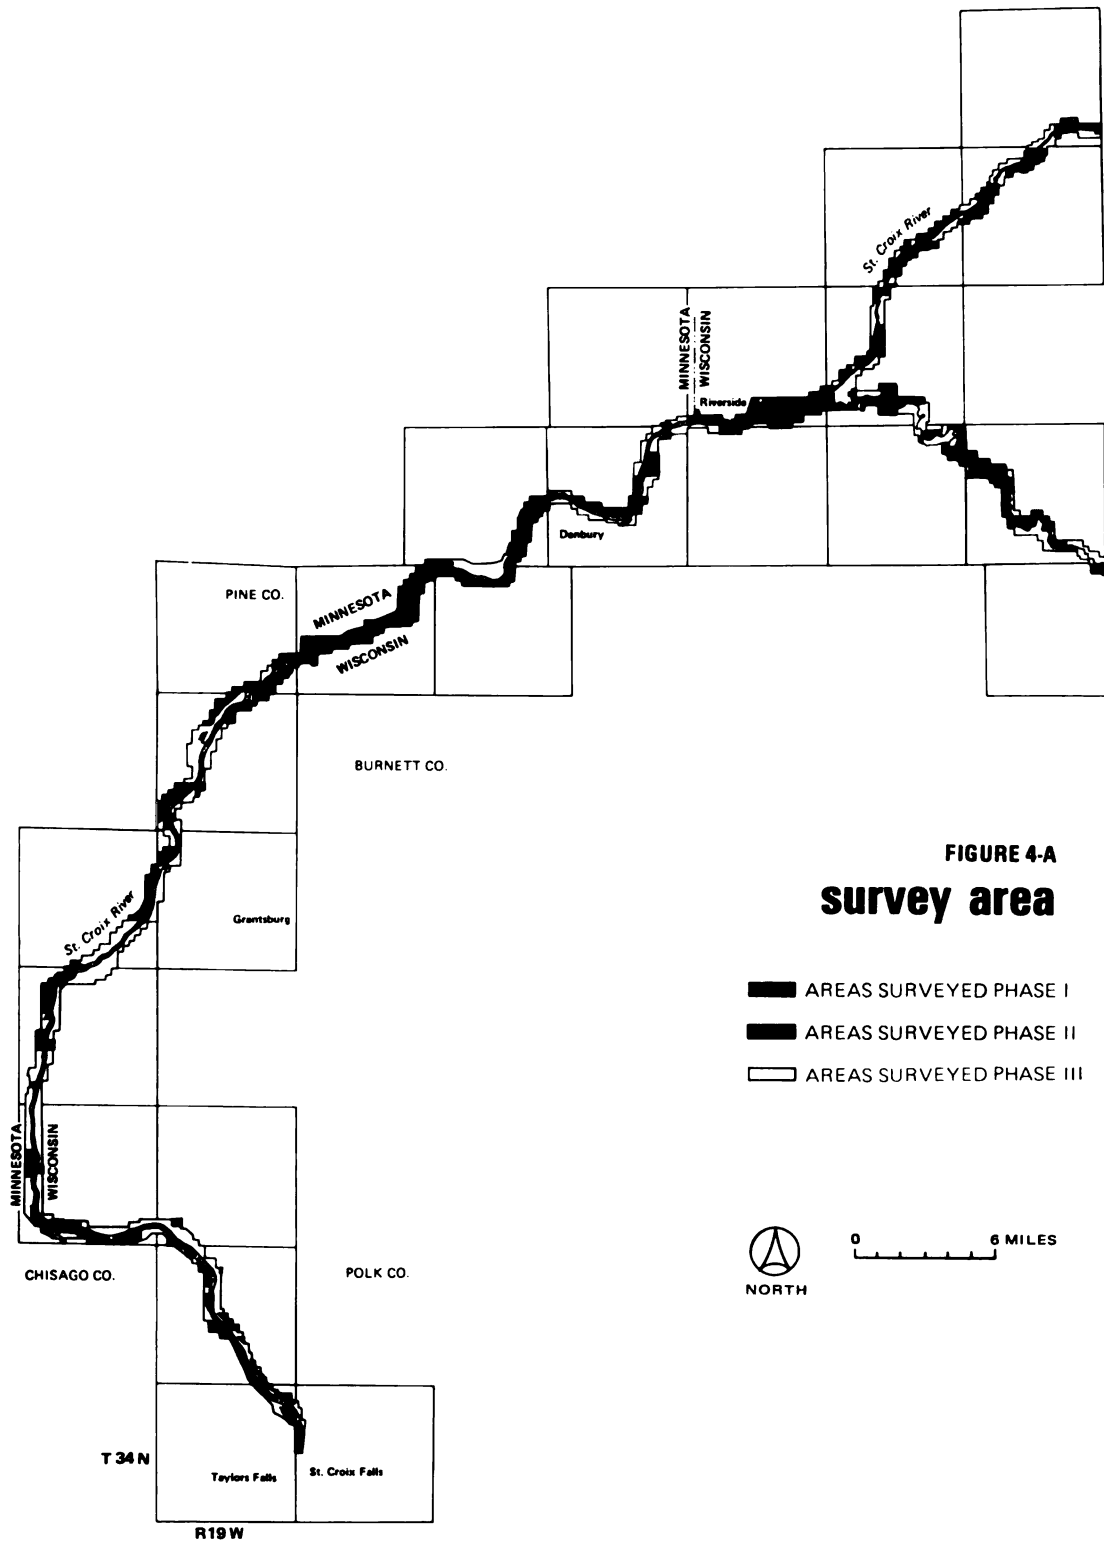 St. Croix River
MINNESOTA
WISCONSIN
Riverside
Danbury
PINE CO.
MINNESOTA
WISCONSIN
BURNETT CO.
FIGURE 4-A
survey area
St. Croix River
Grantsburg
AREAS SURVEYED PHASE I
AREAS SURVEYED PHASE II
AREAS SURVEYED PHASE III
MINNESOTA
WISCONSIN
0 6 MILES
NORTH
CHISAGO CO.
POLK CO.
T 34 N
Taylors Falls
St. Croix Falls
R 19 W